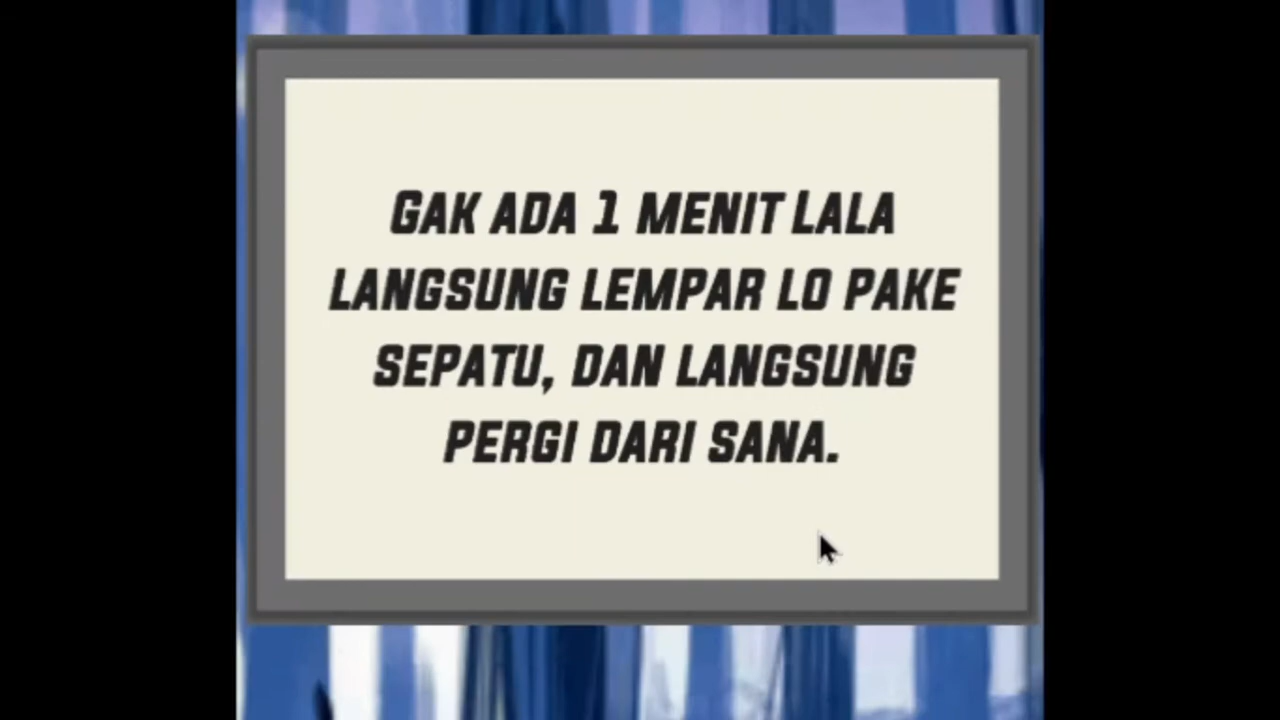 Gak ada 1 menit Lala
langsung lempar lo pake
sepatu, dan langsung
pergi dari sana.